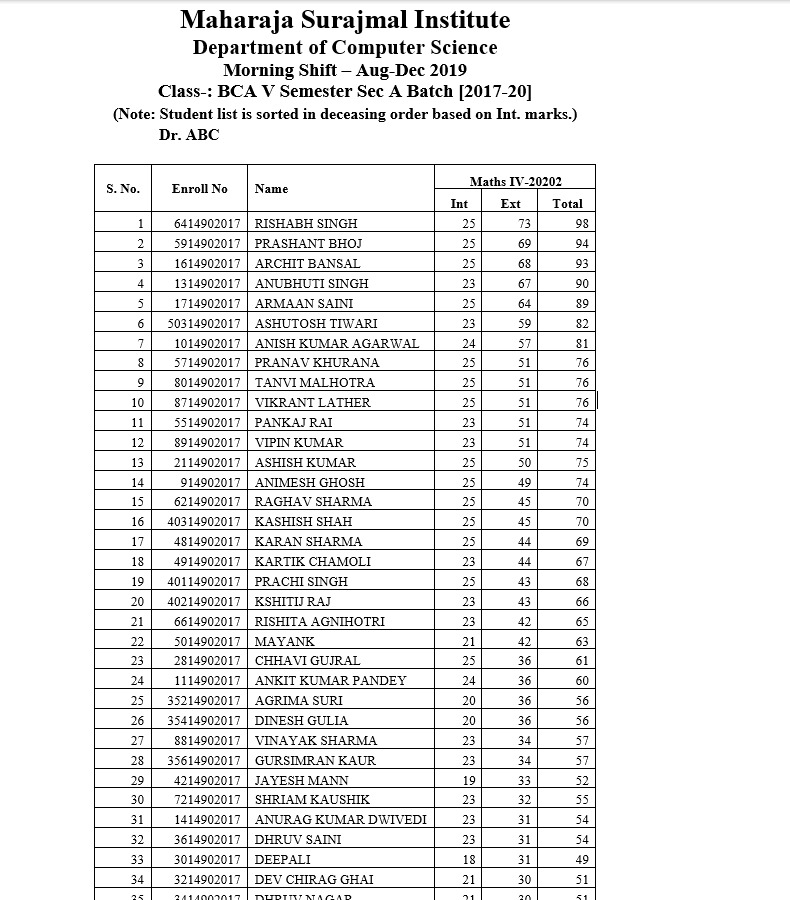 Maharaja Surajmal Institute
Department of Computer Science
Morning Shift – Aug-Dec 2019
Class-: BCA V Semester Sec A Batch [2017-20]
(Note: Student list is sorted in deceasing order based on Int. marks.)
Dr. ABC
S. No. Enroll No Name Maths IV-20202
Int Ext Total
1 6414902017 RISHABH SINGH 25 73 98
2 5914902017 PRASHANT BHOJ 25 69 94
3 1614902017 ARCHIT BANSAL 25 68 93
4 1314902017 ANUBHUTI SINGH 23 67 90
5 1714902017 ARMAAN SAINI 25 64 89
6 50314902017 ASHUTOSH TIWARI 23 59 82
7 1014902017 ANISH KUMAR AGARWAL 24 57 81
8 5714902017 PRANAV KHURANA 25 51 76
9 8014902017 TANVI MALHOTRA 25 51 76
10 8714902017 VIKRANT LATHER 25 51 76
11 5514902017 PANKAJ RAI 23 51 74
12 8914902017 VIPIN KUMAR 23 51 74
13 2114902017 ASHISH KUMAR 25 50 75
14 914902017 ANIMESH GHOSH 25 49 74
15 6214902017 RAGHAV SHARMA 25 45 70
16 40314902017 KASHISH SHAH 25 45 70
17 4814902017 KARAN SHARMA 25 44 69
18 4914902017 KARTIK CHAMOLI 23 44 67
19 40114902017 PRACHI SINGH 25 43 68
20 40214902017 KSHITIJ RAJ 23 43 66
21 6614902017 RISHITA AGNIHOTRI 23 42 65
22 5014902017 MAYANK 21 42 63
23 2814902017 CHHAVI GUJRAL 25 36 61
24 1114902017 ANKIT KUMAR PANDEY 24 36 60
25 35214902017 AGRIMA SURI 20 36 56
26 35414902017 DINESH GULIA 20 36 56
27 8814902017 VINAYAK SHARMA 23 34 57
28 35614902017 GURSIMRAN KAUR 23 34 57
29 4214902017 JAYESH MANN 19 33 52
30 7214902017 SHRIAM KAUSHIK 23 32 55
31 1414902017 ANURAG KUMAR DWIVEDI 23 31 54
32 3614902017 DHRUV SAINI 23 31 54
33 3014902017 DEEPALI 18 31 49
34 3214902017 DEV CHIRAG GHAI 21 30 51
35 3414902017 DHRUV NAGAR 21 30 51